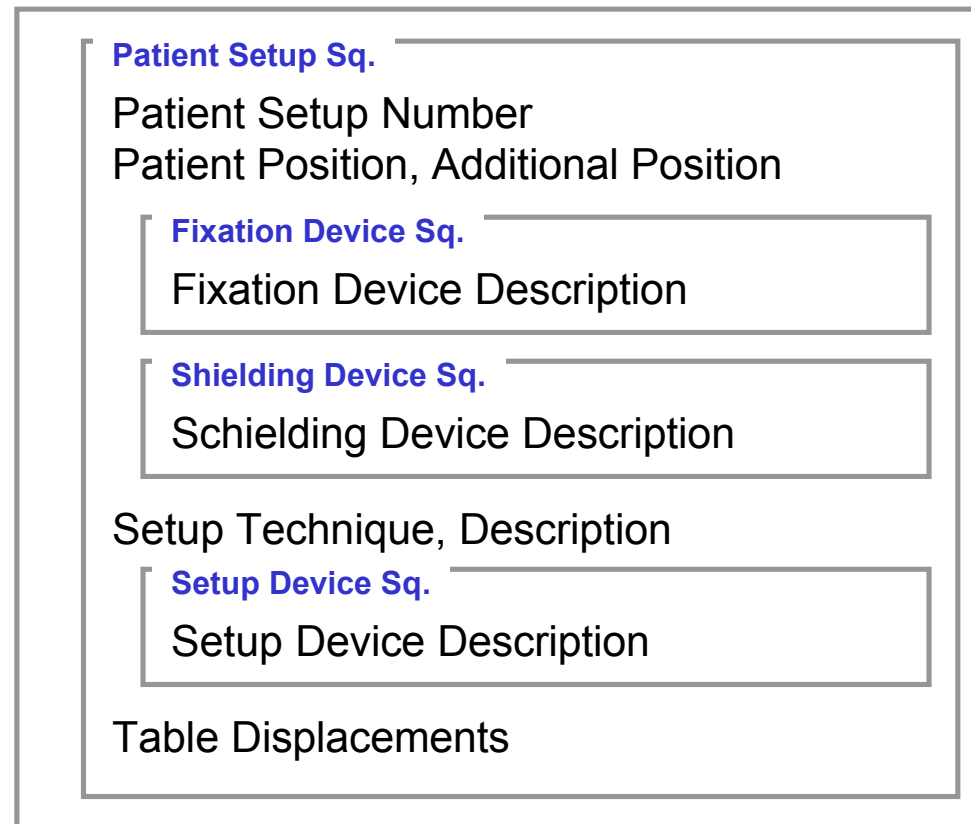 Patient Setup Sq.
Patient Setup Number
Patient Position, Additional Position
Fixation Device Sq.
Fixation Device Description
Shielding Device Sq.
Schielding Device Description
Setup Technique, Description
Setup Device Sq.
Setup Device Description
Table Displacements